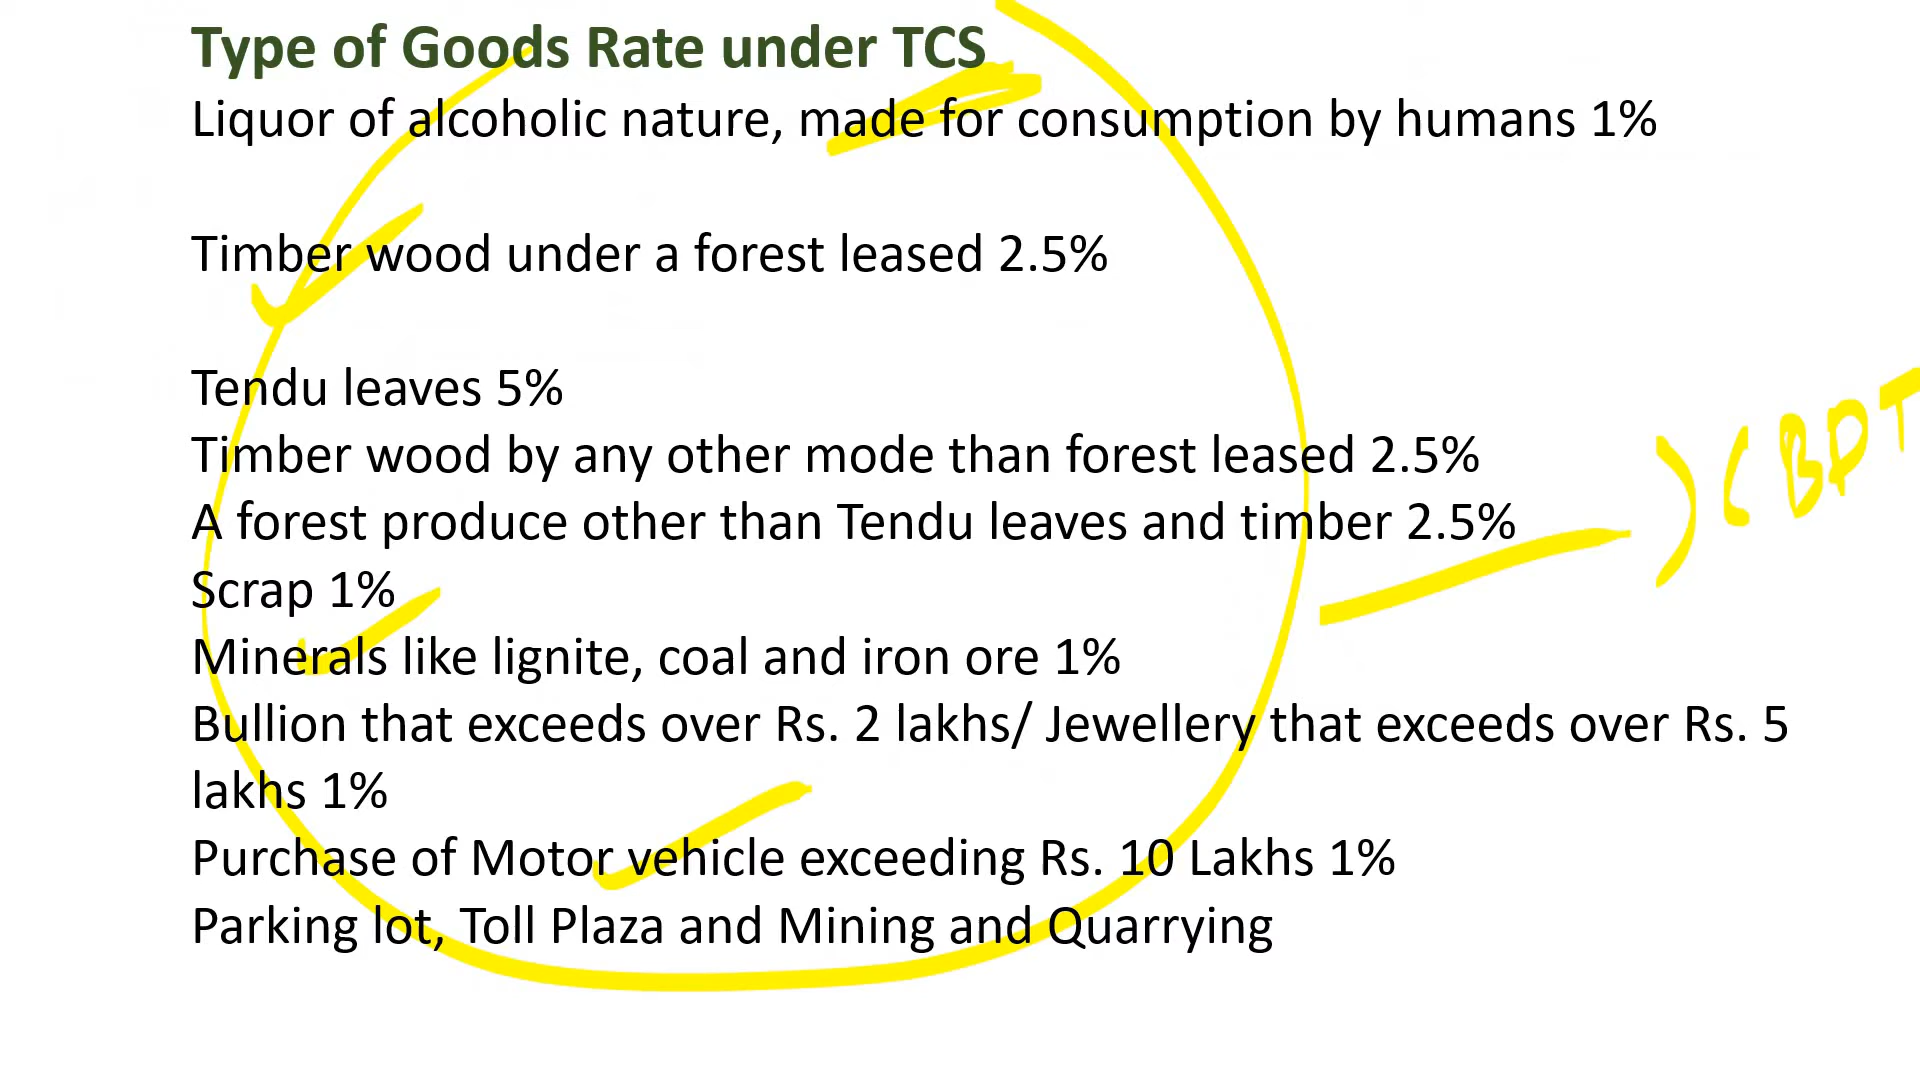 Type of Goods Rate under TCS
Liquor of alcoholic nature, made for consumption by humans 1%
Timber wood under a forest leased 2.5%
Tendu leaves 5%
Timber wood by any other mode than forest leased 2.5%
A forest produce other than Tendu leaves and timber 2.5%
Scrap 1%
Minerals like lignite, coal and iron ore 1%
Bullion that exceeds over Rs. 2 lakhs/ Jewellery that exceeds over Rs. 5
lakhs 1%
Purchase of Motor vehicle exceeding Rs. 10 Lakhs 1%
Parking lot, Toll Plaza and Mining and Quarrying
CBDT